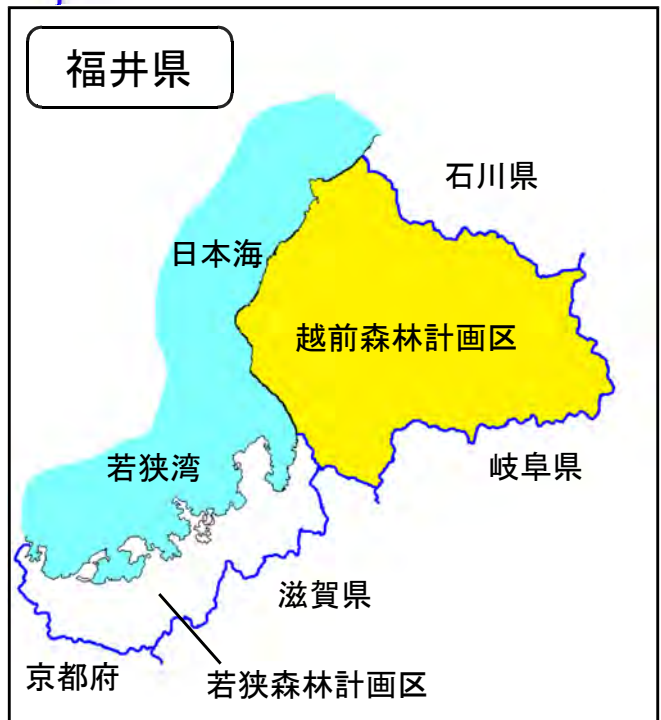 福井県
石川県
日本海
越前森林計画区
若狭湾
岐阜県
滋賀県
京都府
若狭森林計画区